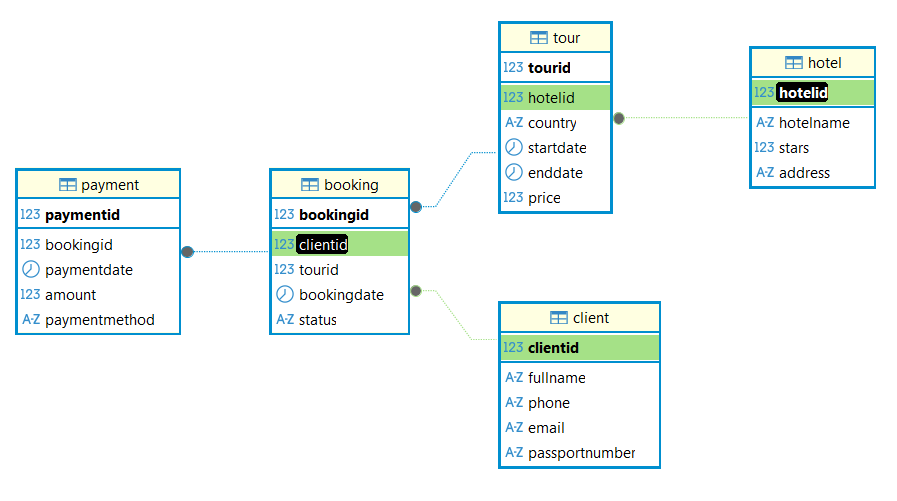 payment
123 paymentid
123 bookingid
paymentdate
123 amount
A-Z paymentmethod
booking
123 bookingid
123 clientid
123 tourid
bookingdate
A-Z status
tour
123 tourid
123 hotelid
A-Z country
startdate
enddate
123 price
hotel
123 hotelid
A-Z hotelname
123 stars
A-Z address
client
123 clientid
A-Z fullname
A-Z phone
A-Z email
A-Z passportnumber